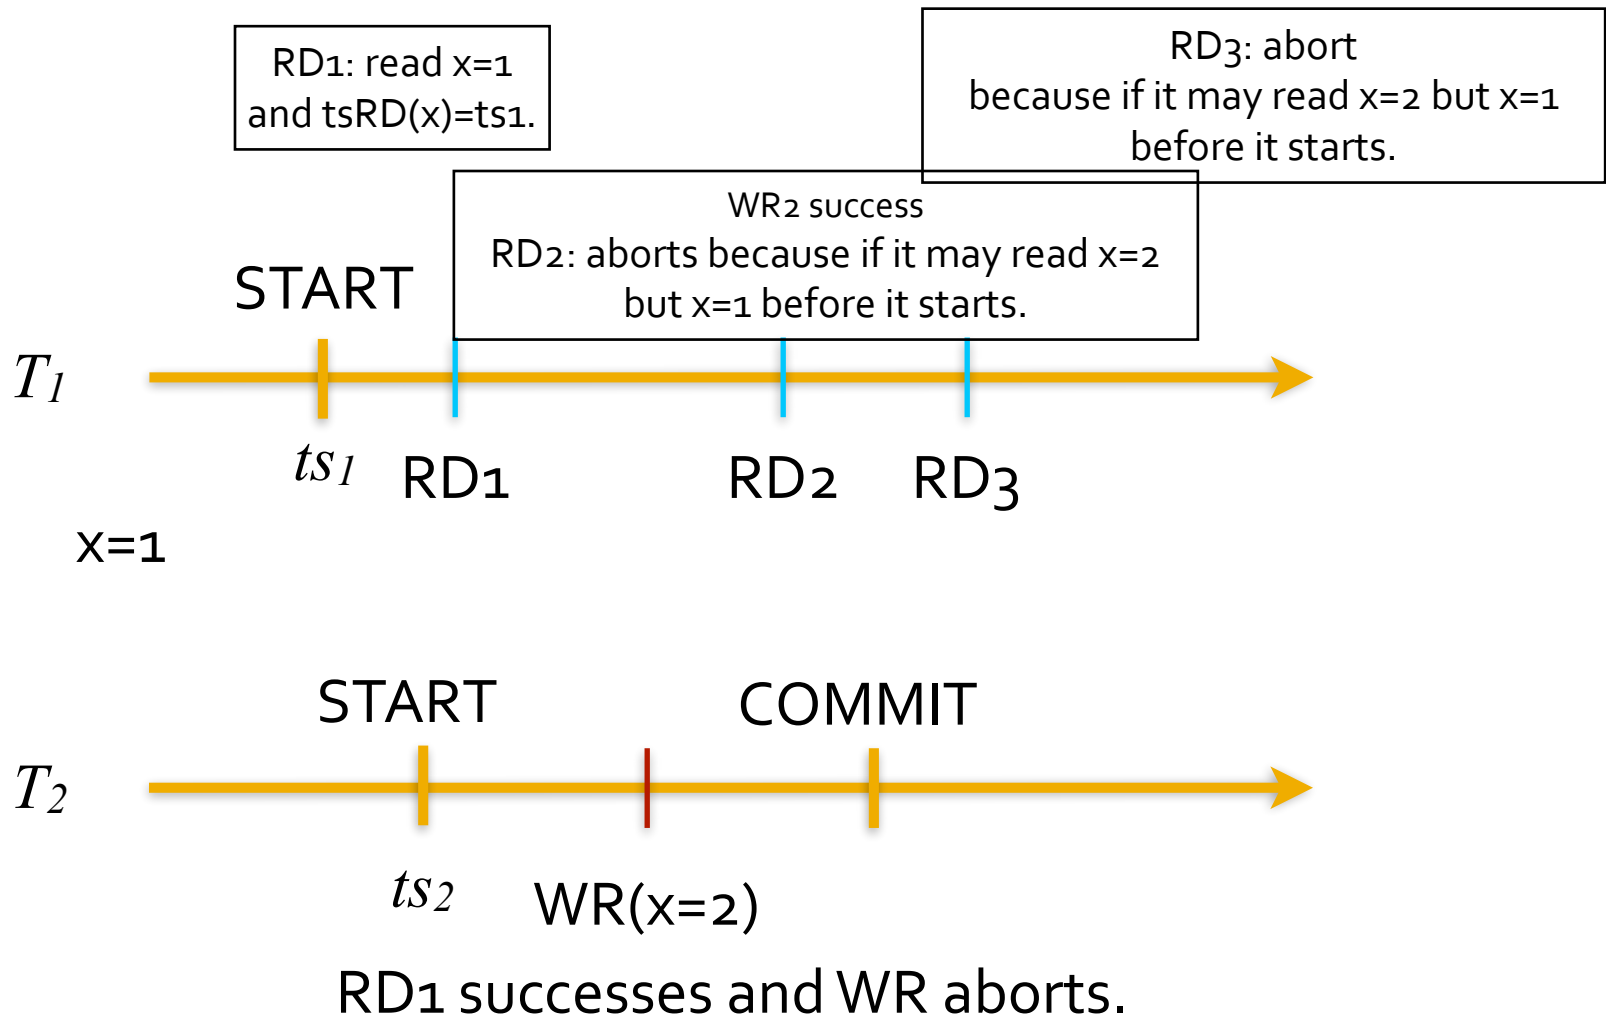 RD1: read x=1
and tsRD(x)=ts1.
RD3: abort
because if it may read x=2 but x=1
before it starts.
WR2 success
RD2: aborts because if it may read x=2
but x=1 before it starts.
START
T1
ts1
RD1
RD2
RD3
x=1
START
COMMIT
T2
ts2
WR(x=2)
RD1 successes and WR aborts.